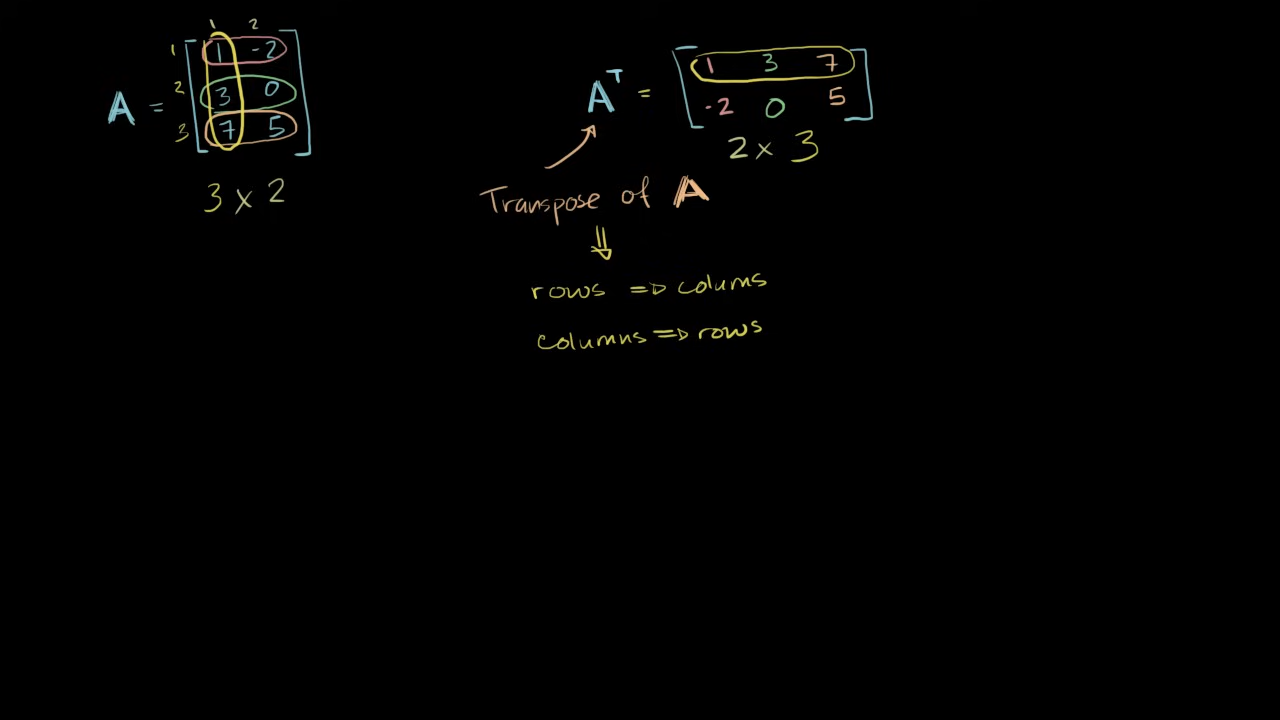 1 2
A = 1 [ 1 -2
2 3 0
3 7 5 ]
3 x 2
Aᵀ = [ 1 3 7
-2 0 5 ]
2 x 3
Transpose of A
⇓
rows => colums
columns => rows